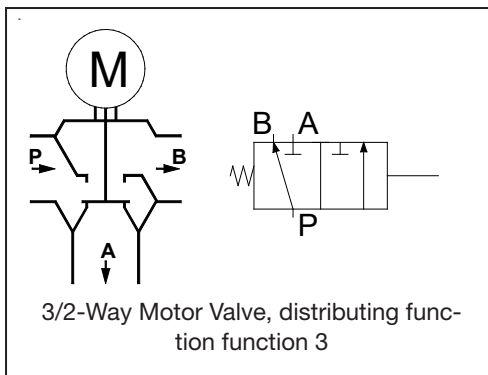 M
P
B
A
B A
P
3/2-Way Motor Valve, distributing func-
tion function 3